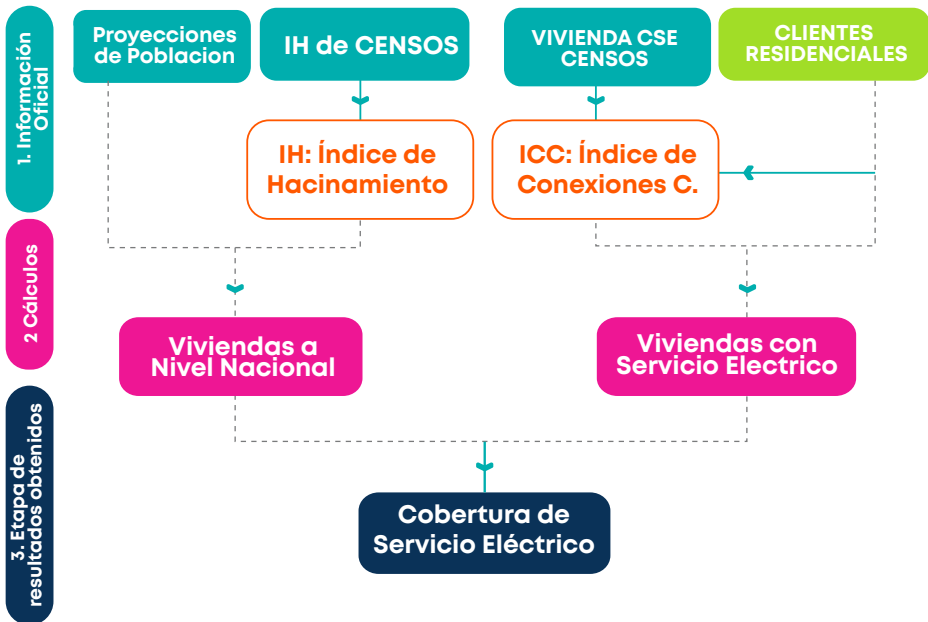 1. Información
Oficial
Proyecciones
de Poblacion
IH de CENSOS
VIVIENDA CSE
CENSOS
CLIENTES
RESIDENCIALES
IH: Índice de
Hacinamiento
ICC: Índice de
Conexiones C.
2 Cálculos
Viviendas a
Nivel Nacional
Viviendas con
Servicio Electrico
3. Etapa de
resultados obtenidos
Cobertura de
Servicio Eléctrico